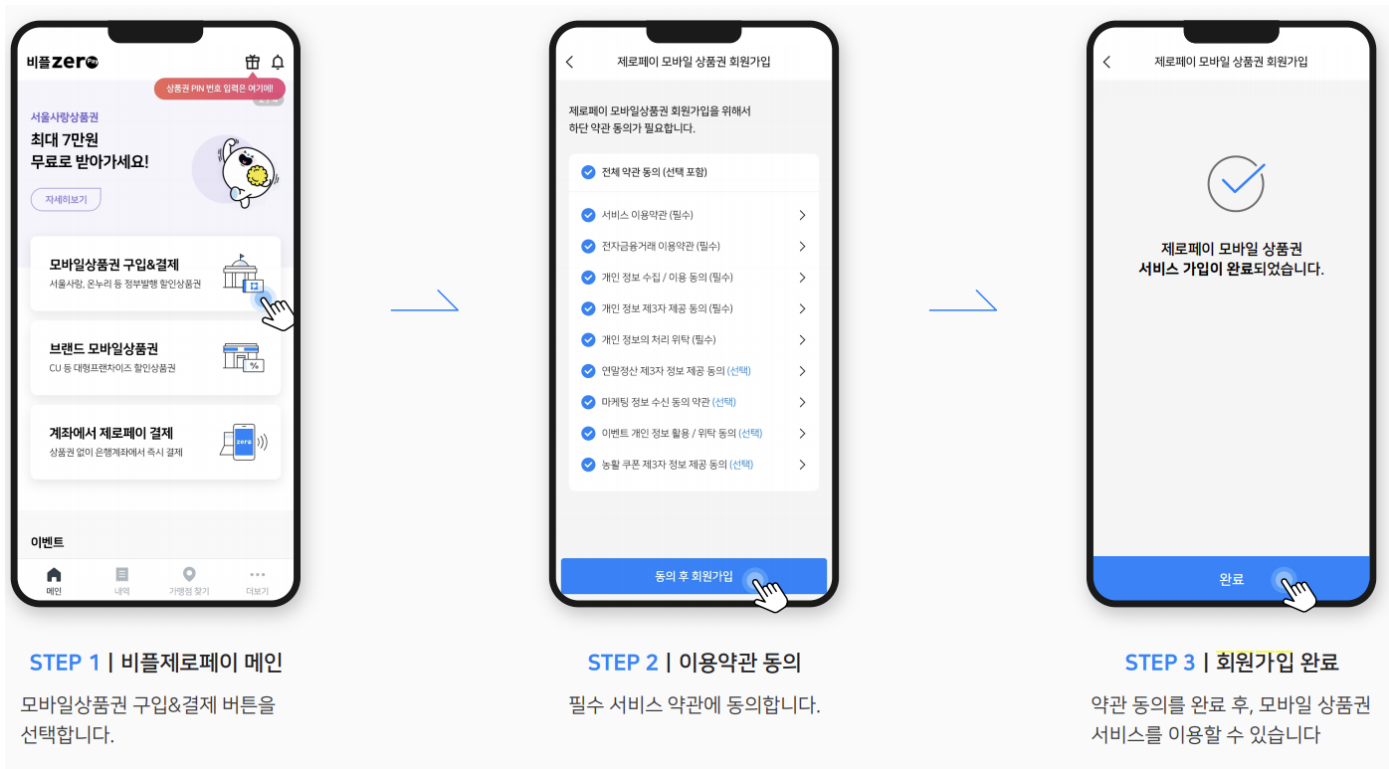 비플zero Pay
상품권 PIN 번호 입력은 여기에!
서울사랑상품권
최대 7만원
무료로 받아가세요!
자세히보기
모바일상품권 구입&결제
서울사랑, 온누리 등 정부발행 할인상품권
브랜드 모바일상품권
CU 등 대형프랜차이즈 할인상품권
%
계좌에서 제로페이 결제
상품권 없이 은행계좌에서 즉시 결제
zero
이벤트
메인
내역
가맹점 찾기
더보기
STEP 1 | 비플제로페이 메인
모바일상품권 구입&결제 버튼을
선택합니다.
제로페이 모바일 상품권 회원가입
제로페이 모바일상품권 회원가입을 위해서
하단 약관 동의가 필요합니다.
전체 약관 동의 (선택 포함)
서비스 이용약관 (필수)
전자금융거래 이용약관 (필수)
개인 정보 수집 / 이용 동의 (필수)
개인 정보 제3자 제공 동의 (필수)
개인 정보의 처리 위탁 (필수)
연말정산 제3자 정보 제공 동의 (선택)
마케팅 정보 수신 동의 약관 (선택)
이벤트 개인 정보 활용 / 위탁 동의 (선택)
농활 쿠폰 제3자 정보 제공 동의 (선택)
동의 후 회원가입
STEP 2 | 이용약관 동의
필수 서비스 약관에 동의합니다.
제로페이 모바일 상품권 회원가입
제로페이 모바일 상품권
서비스 가입이 완료되었습니다.
완료
STEP 3 | 회원가입 완료
약관 동의를 완료 후, 모바일 상품권
서비스를 이용할 수 있습니다